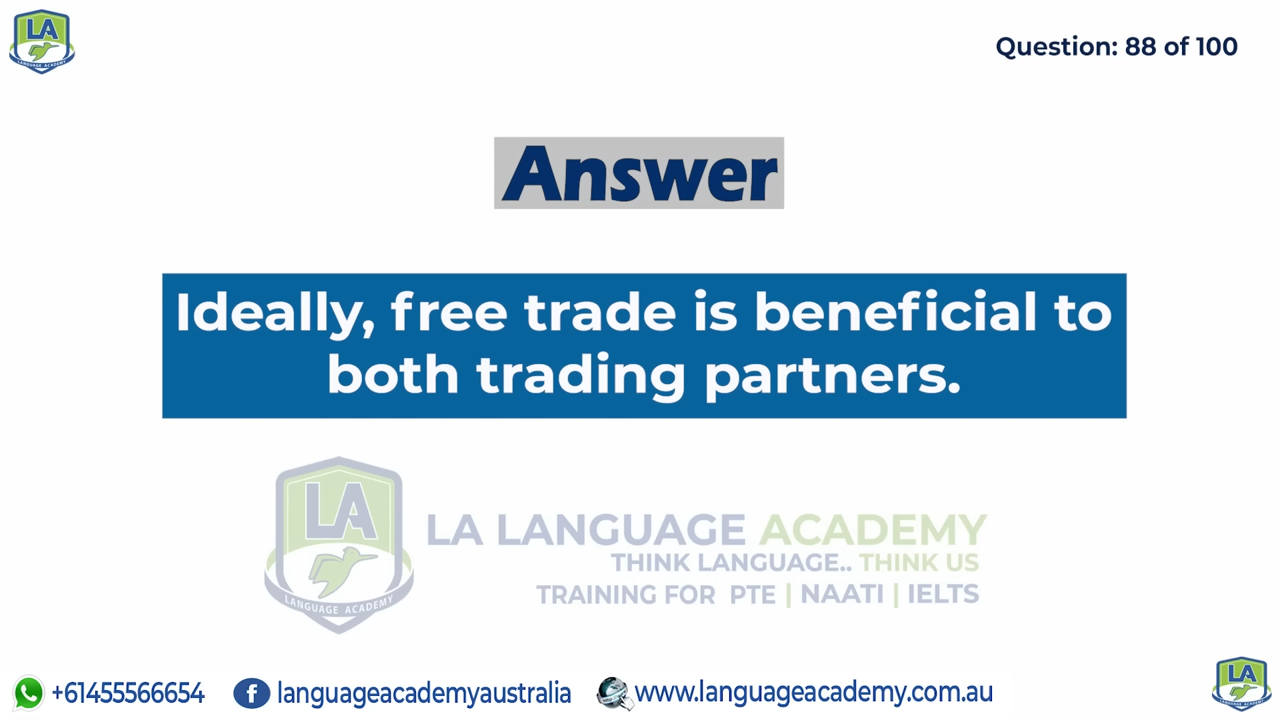 LA
LANGUAGE ACADEMY
Question: 88 of 100
Answer
Ideally, free trade is beneficial to
both trading partners.
LA
LANGUAGE ACADEMY
LA LANGUAGE ACADEMY
THINK LANGUAGE.. THINK US
TRAINING FOR PTE | NAATI | IELTS
+61455566654
languageacademyaustralia
www.languageacademy.com.au
LA
LANGUAGE ACADEMY